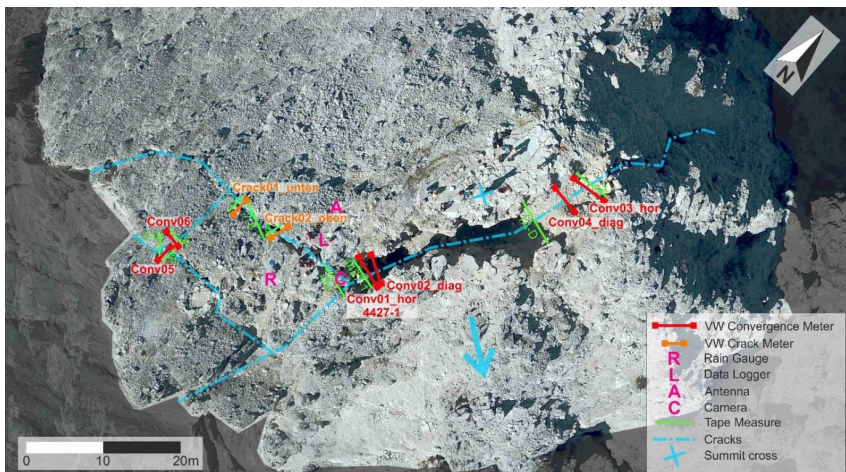 N
Crack01_unten
A
Conv06
Crack02_oben
L
Conv03_hor
Conv04_diag
Conv05
R
C
Conv02_diag
Conv01_hor
4427-1
VW Convergence Meter
VW Crack Meter
R Rain Gauge
L Data Logger
A Antenna
C Camera
Tape Measure
Cracks
Summit cross
0 10 20m